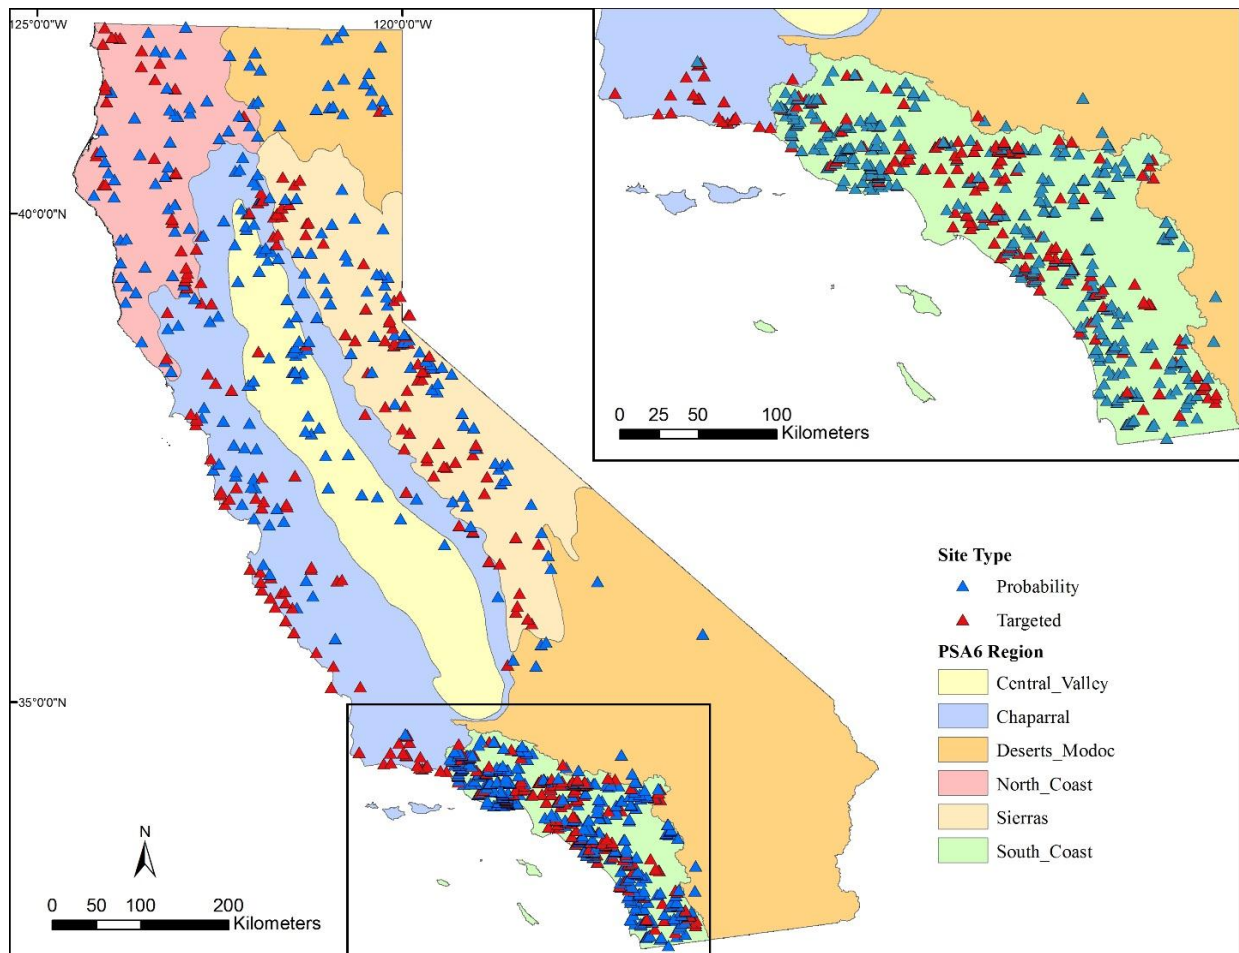 125°0'0"W
120°0'0"W
40°0'0"N
35°0'0"N
0 25 50 100
Kilometers
Site Type
Probability
Targeted
PSA6 Region
Central_Valley
Chaparral
Deserts_Modoc
North_Coast
Sierras
South_Coast
N
0 50 100 200
Kilometers